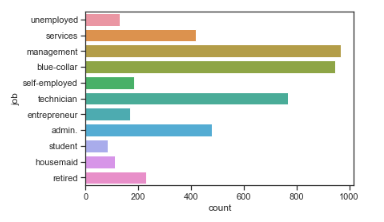 unemployed
services
management
blue-collar
self-employed
technician
entrepreneur
admin.
student
housemaid
retired
job
0 200 400 600 800 1000
count